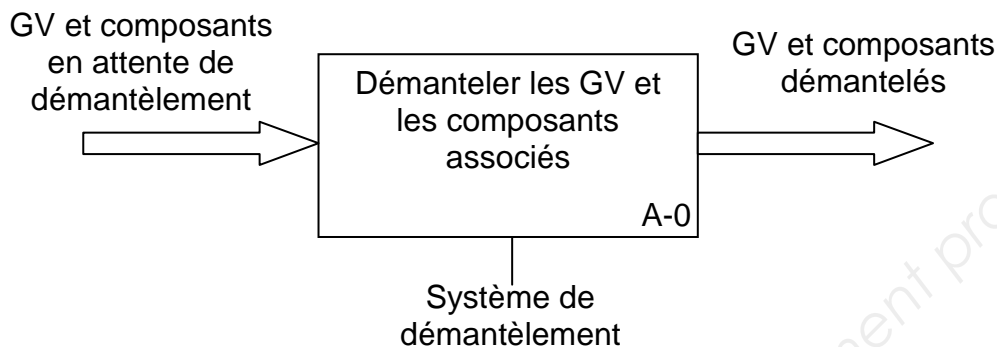 GV et composants
en attente de
démantèlement
Démanteler les GV et
les composants
associés
A-0
GV et composants
démantelés
Système de
démantèlement